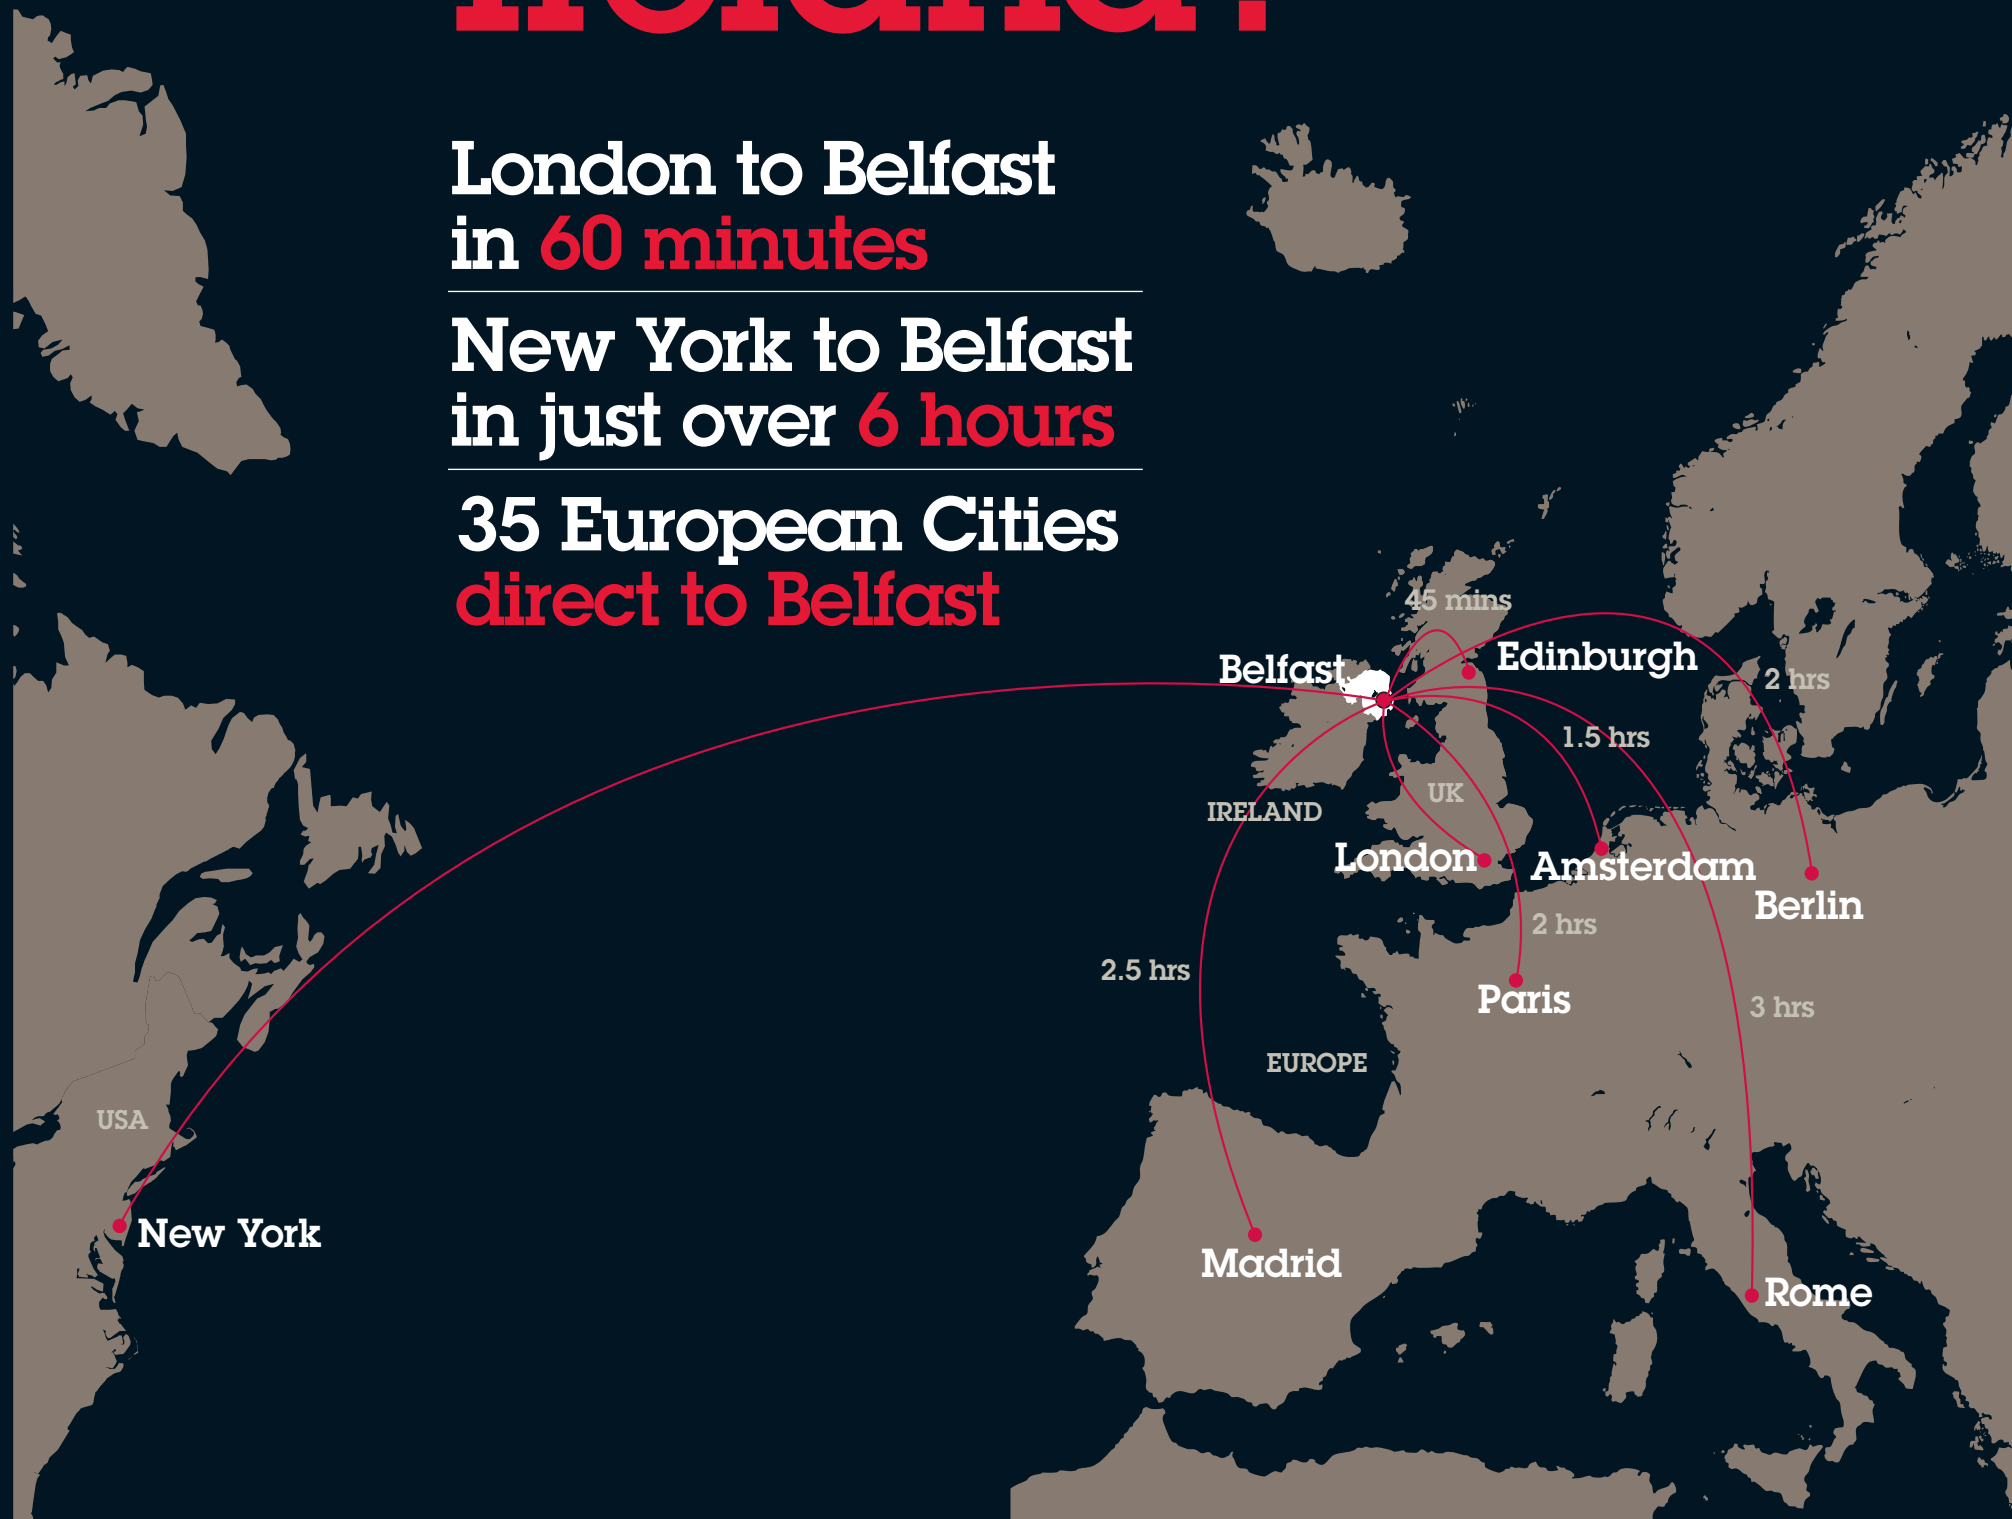 London to Belfast
in 60 minutes
New York to Belfast
in just over 6 hours
35 European Cities
direct to Belfast
45 mins
Edinburgh
Belfast
2 hrs
1.5 hrs
UK
IRELAND
London
Amsterdam
Berlin
2 hrs
2.5 hrs
Paris
3 hrs
EUROPE
USA
New York
Madrid
Rome